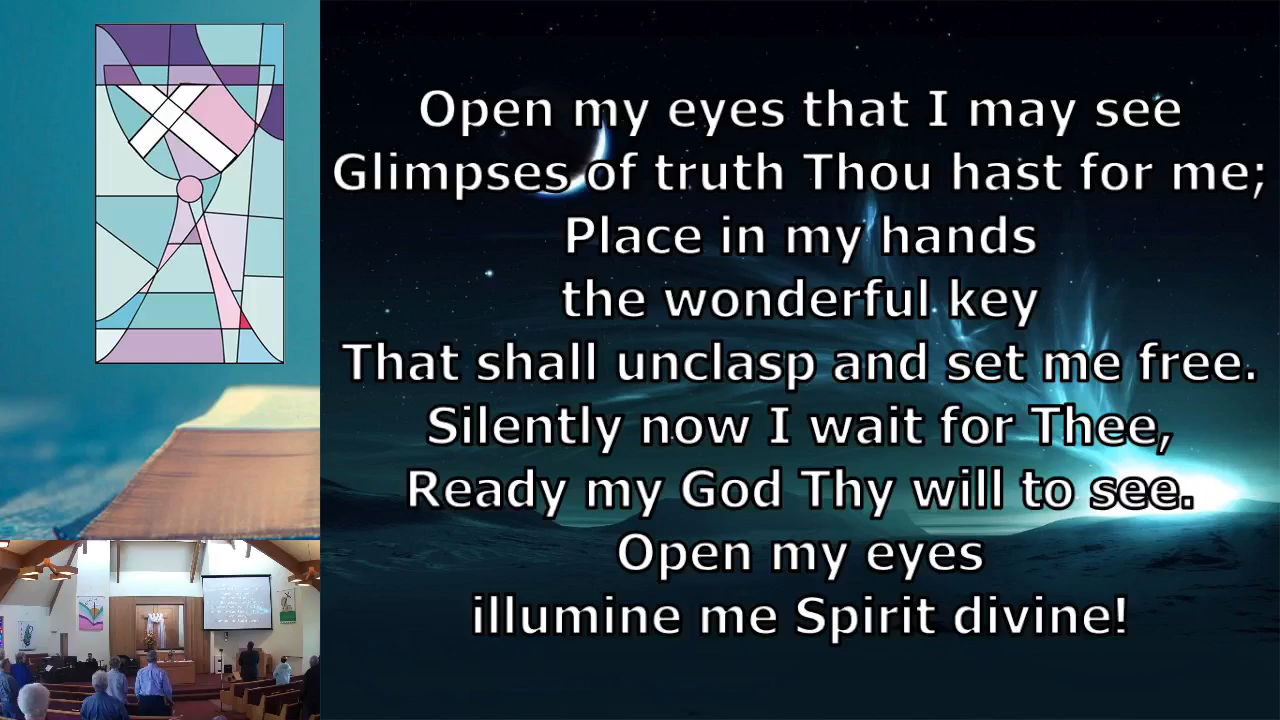 Open my eyes that I may see
Glimpses of truth Thou hast for me;
Place in my hands
the wonderful key
That shall unclasp and set me free.
Silently now I wait for Thee,
Ready my God Thy will to see.
Open my eyes
illumine me Spirit divine!